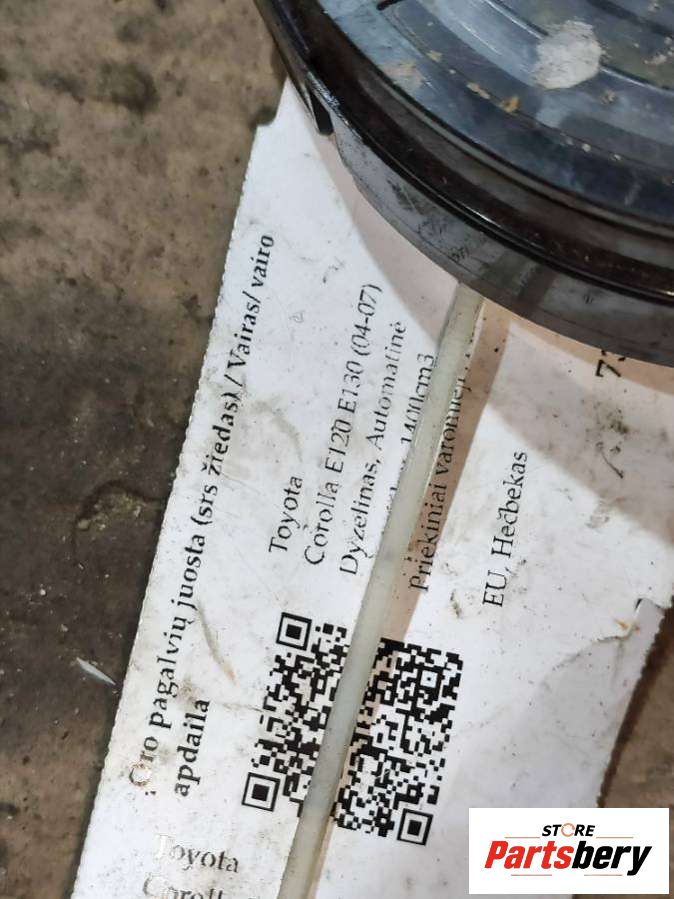 Oro pagalvių juosta (srs žiedas) / Vairas/ vairo
apdaila
Toyota
Corolla E120 E130 (04-07)
Dyzelinas, Automatinė
1400cm3
Priekiniai varomieji
EU, Hečbekas
Toyota
STORE
Partsbery